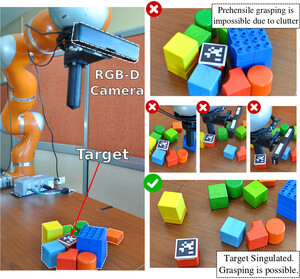 RGB-D
Camera
Target
Prehensile grasping is
impossible due to clutter
Target Singulated.
Grasping is possible.